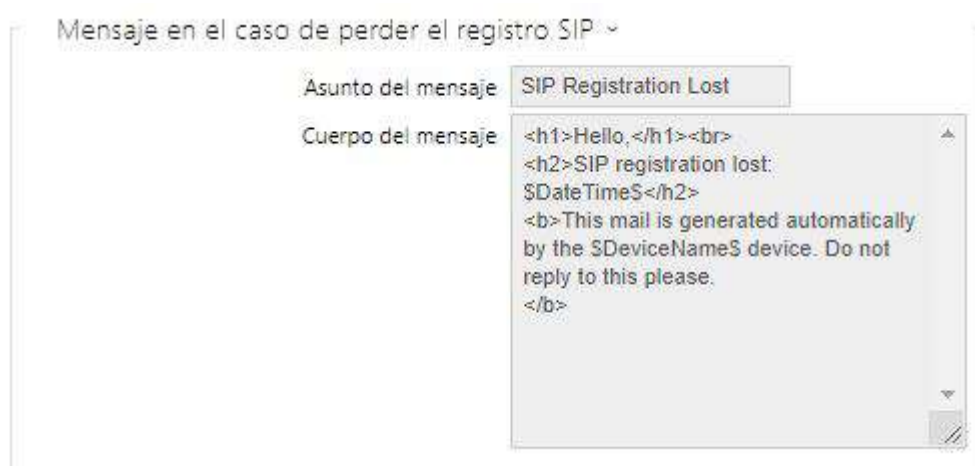 Mensaje en el caso de perder el registro SIP
Asunto del mensaje SIP Registration Lost
Cuerpo del mensaje <h1>Hello,</h1><br>
<h2>SIP registration lost:
$DateTime$</h2>
<b>This mail is generated automatically
by the $DeviceName$ device. Do not
reply to this please.
</b>